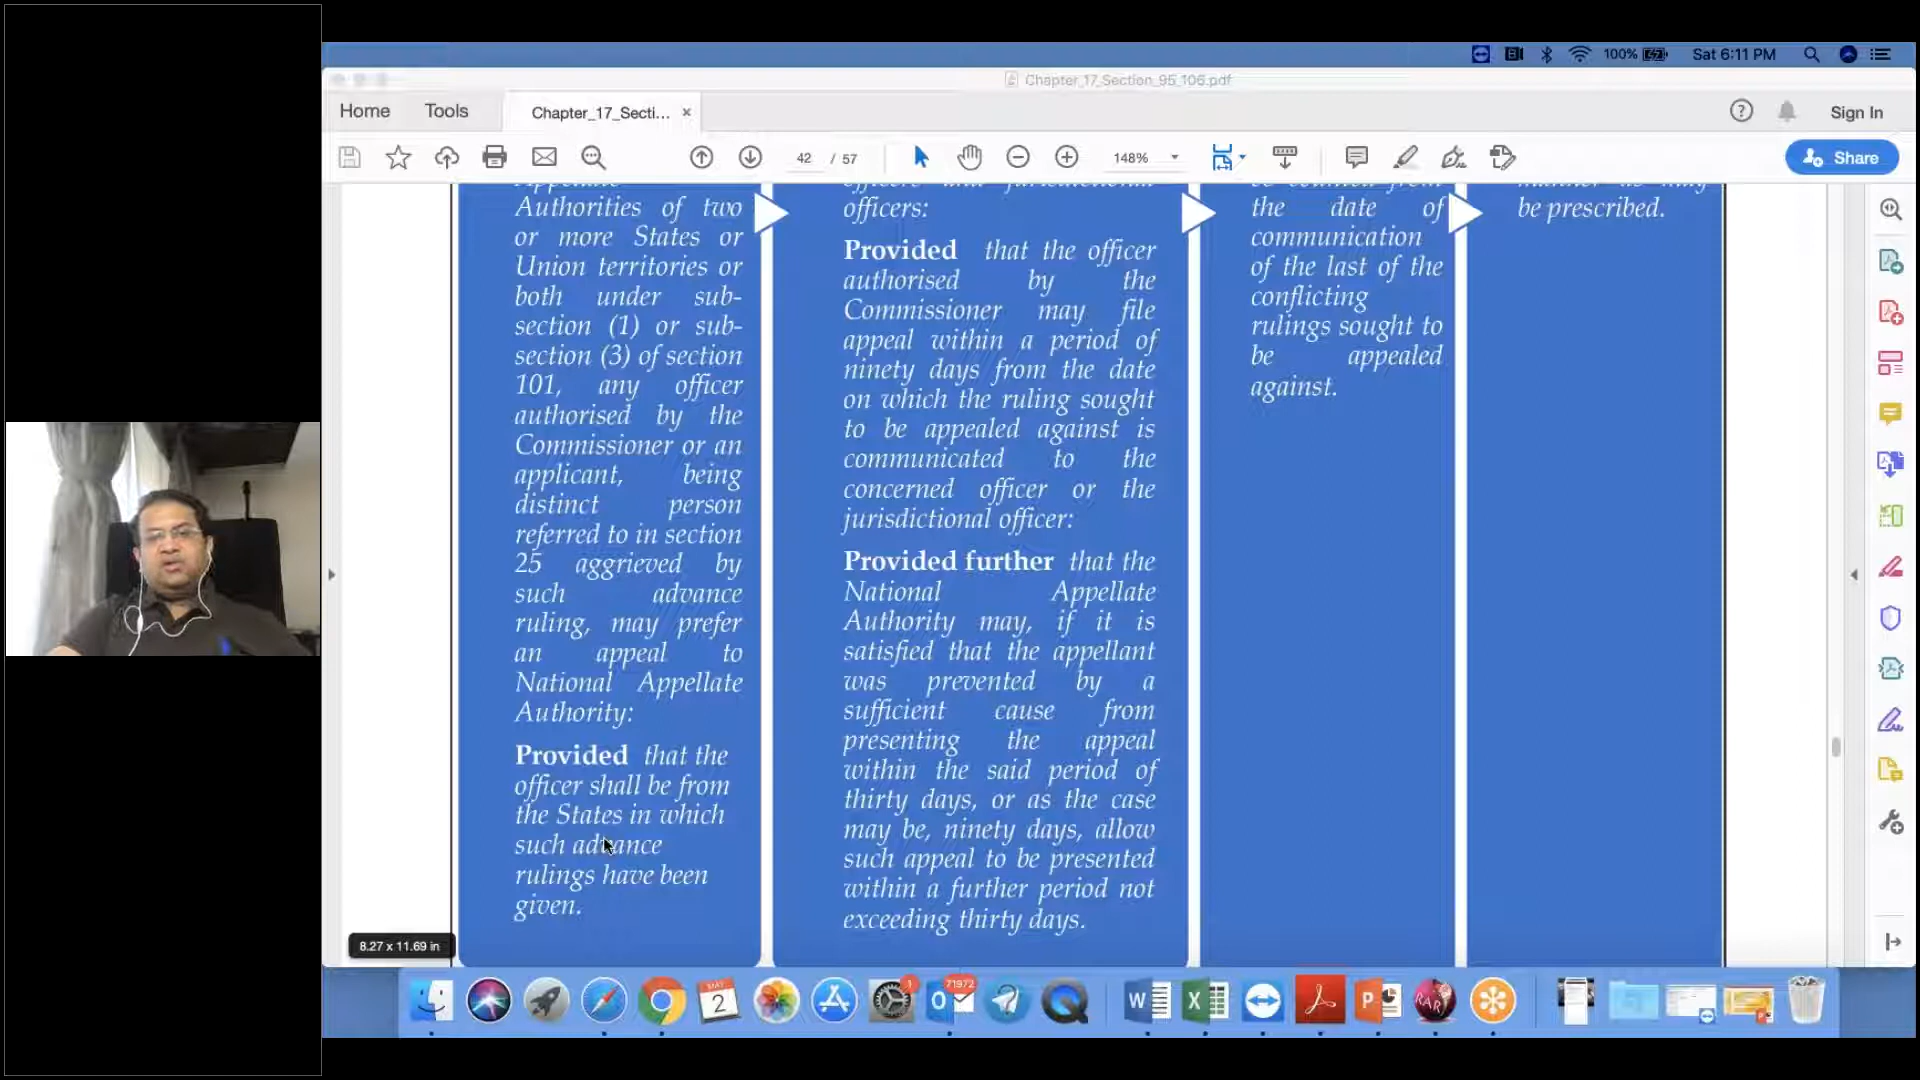 100%
Sat 6:11 PM
Chapter_17_Section_95_106.pdf
Home
Tools
Chapter_17_Secti...
Sign In
42 / 57
148%
Share
Authorities of two
or more States or
Union territories or
both under sub-
section (1) or sub-
section (3) of section
101, any officer
authorised by the
Commissioner or an
applicant, being
distinct person
referred to in section
25 aggrieved by
such advance
ruling, may prefer
an appeal to
National Appellate
Authority:
Provided that the
officer shall be from
the States in which
such advance
rulings have been
given.
officers:
Provided that the officer
authorised by the
Commissioner may file
appeal within a period of
ninety days from the date
on which the ruling sought
to be appealed against is
communicated to the
concerned officer or the
jurisdictional officer:
Provided further that the
National Appellate
Authority may, if it is
satisfied that the appellant
was prevented by a
sufficient cause from
presenting the appeal
within the said period of
thirty days, or as the case
may be, ninety days, allow
such appeal to be presented
within a further period not
exceeding thirty days.
the date of
communication
of the last of the
conflicting
rulings sought to
be appealed
against.
be prescribed.
8.27 x 11.69 in
MAY
2
1
71972
RAR